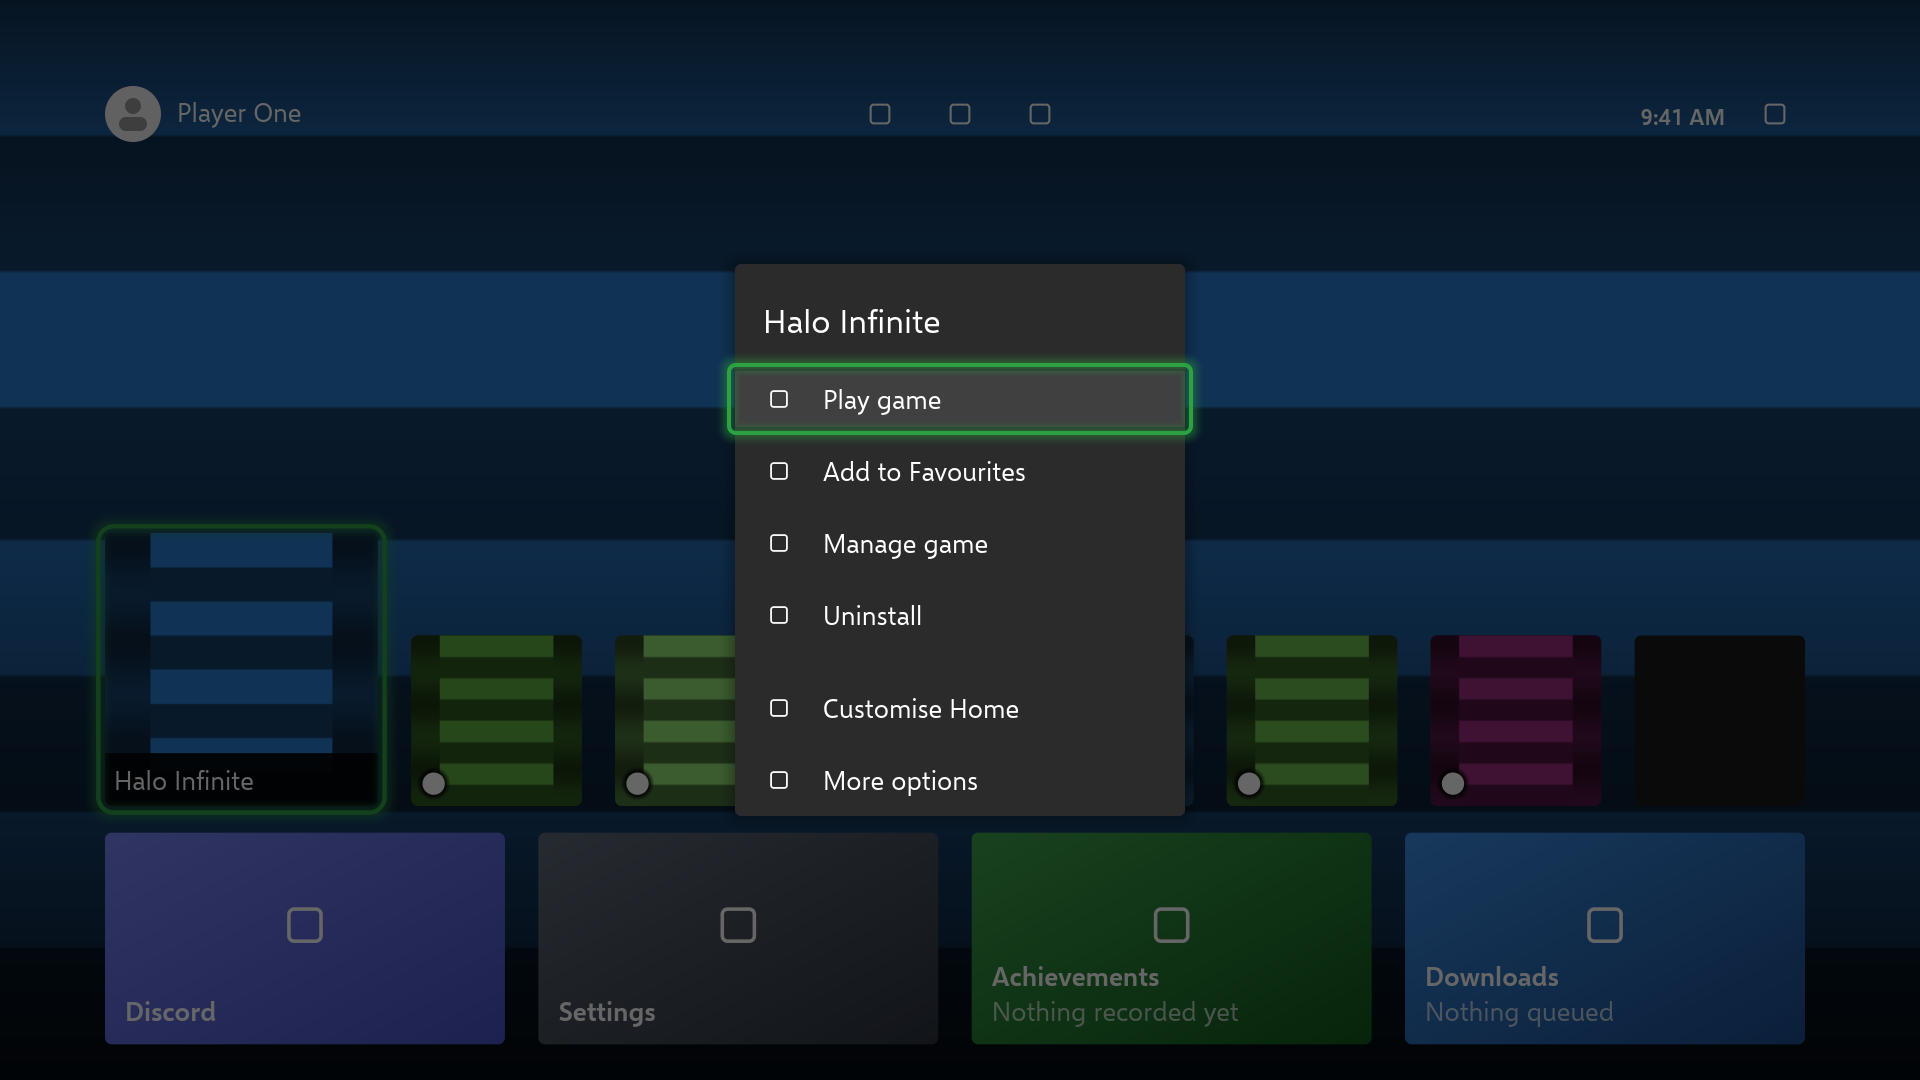 Player One
9:41 AM
Halo Infinite
Play game
Add to Favourites
Manage game
Uninstall
Customise Home
More options
Halo Infinite
Discord
Settings
Achievements
Nothing recorded yet
Downloads
Nothing queued